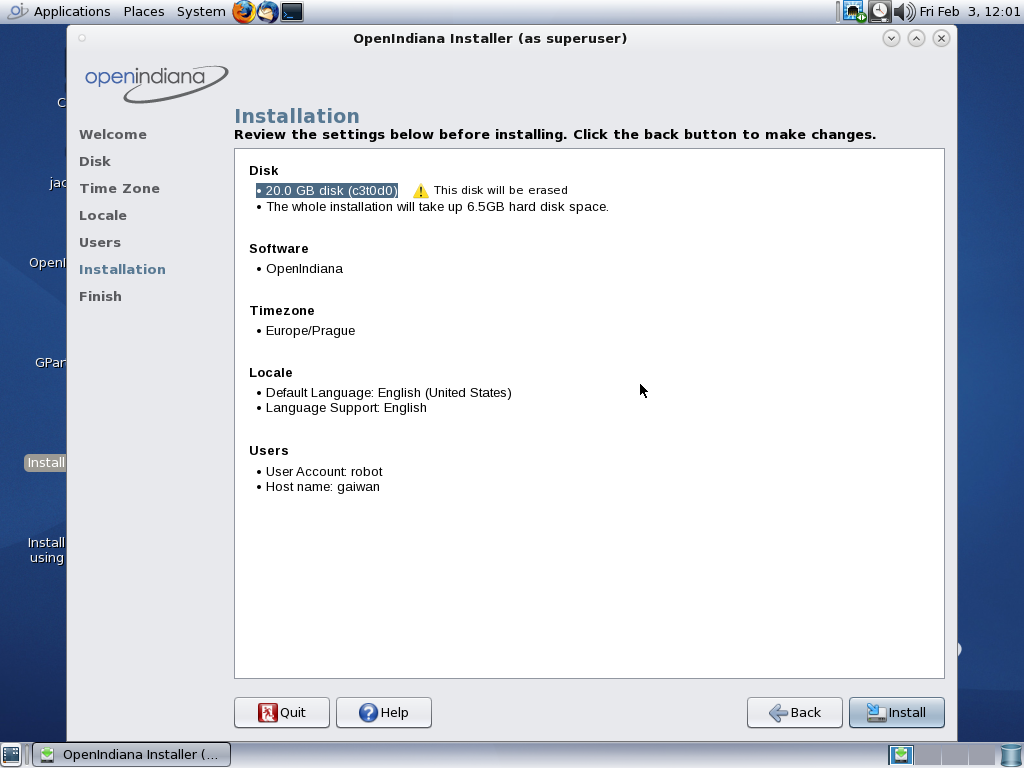 Applications Places System Fri Feb 3, 12:01
OpenIndiana Installer (as superuser)
openindiana
Installation
Review the settings below before installing. Click the back button to make changes.
Welcome
Disk
Time Zone
Locale
Users
Installation
Finish
Disk
• 20.0 GB disk (c3t0d0) This disk will be erased
• The whole installation will take up 6.5GB hard disk space.
Software
• OpenIndiana
Timezone
• Europe/Prague
Locale
• Default Language: English (United States)
• Language Support: English
Users
• User Account: robot
• Host name: gaiwan
C
jac
OpenI
GPar
Install
Install
using
Quit Help Back Install
OpenIndiana Installer (...